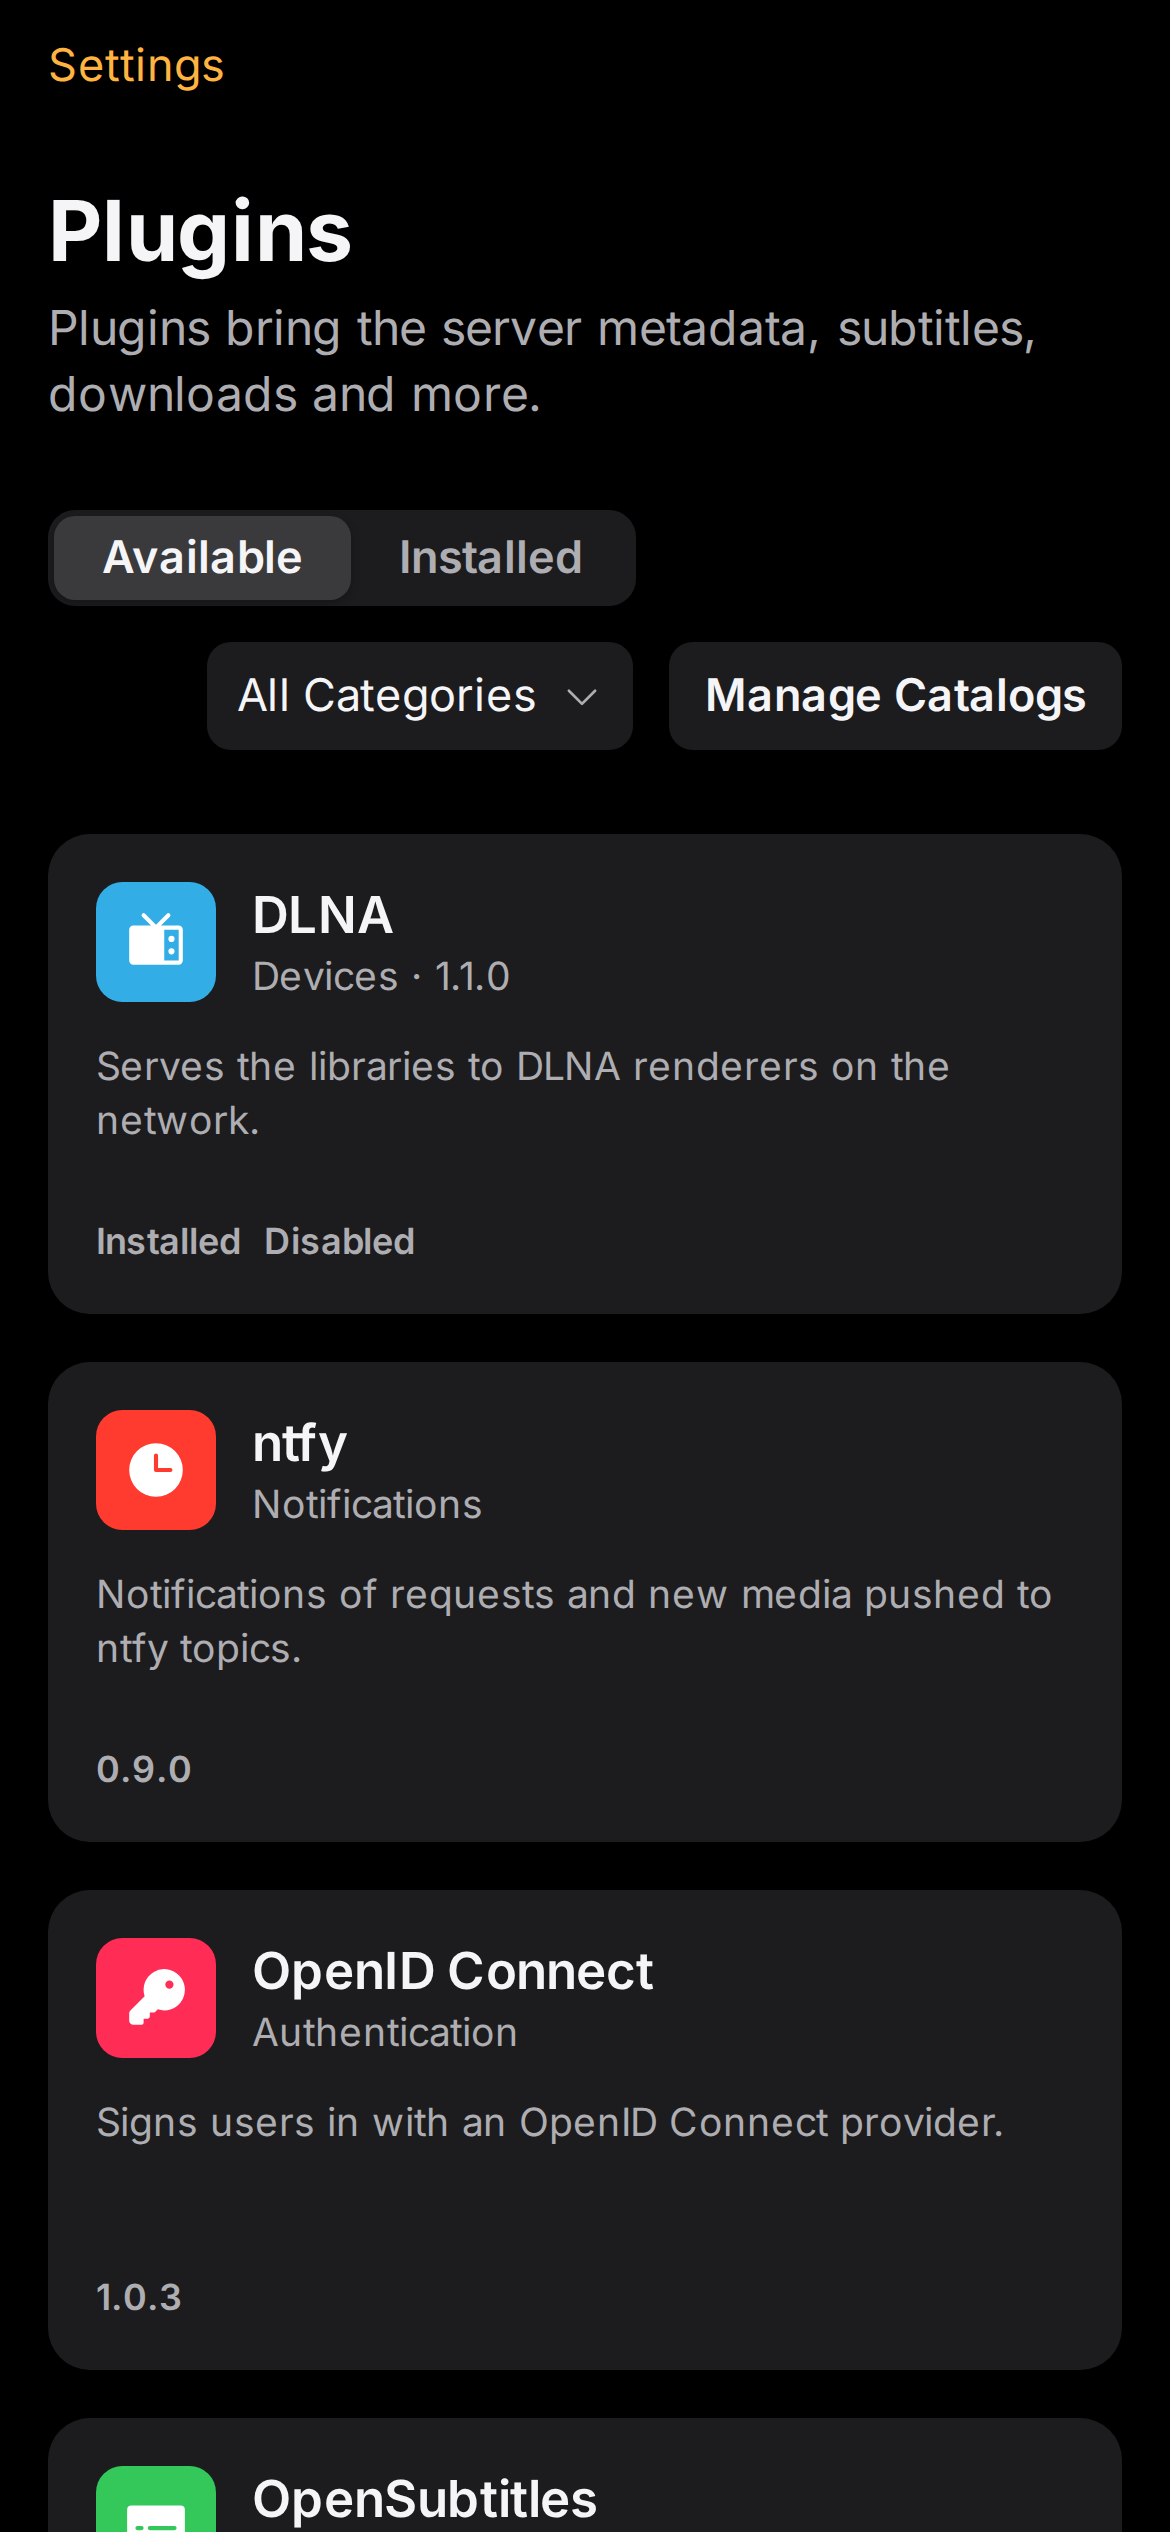 Settings
Plugins
Plugins bring the server metadata, subtitles,
downloads and more.
Available Installed
All Categories Manage Catalogs
DLNA
Devices · 1.1.0
Serves the libraries to DLNA renderers on the
network.
Installed Disabled
ntfy
Notifications
Notifications of requests and new media pushed to
ntfy topics.
0.9.0
OpenID Connect
Authentication
Signs users in with an OpenID Connect provider.
1.0.3
OpenSubtitles